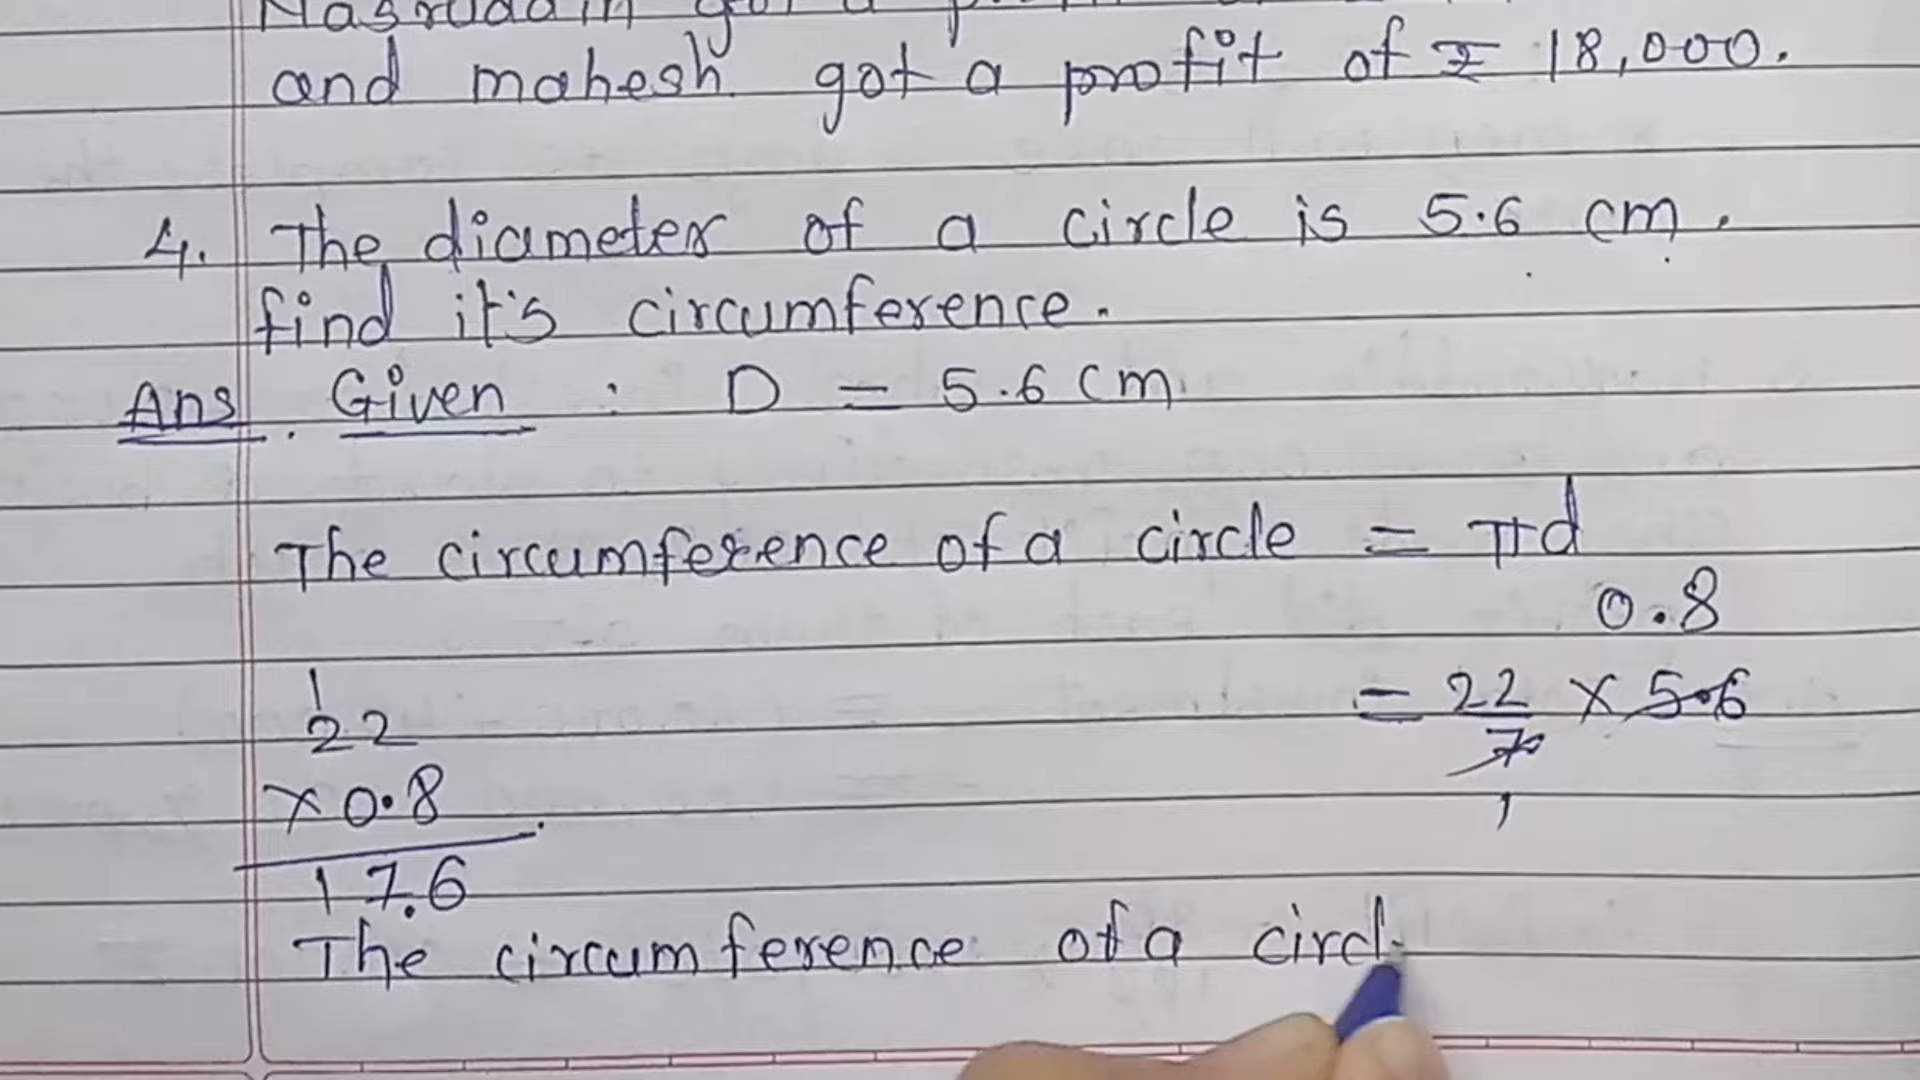 and mahesh got a profit of ₹ 18,000.
4. The diameter of a circle is 5.6 cm.
find it's circumference.
Ans. Given : D = 5.6 cm.
The circumference of a circle = πd
0.8
= 22/7 × 5.6
1
1
22
×0.8
17.6
The circumference of a circl